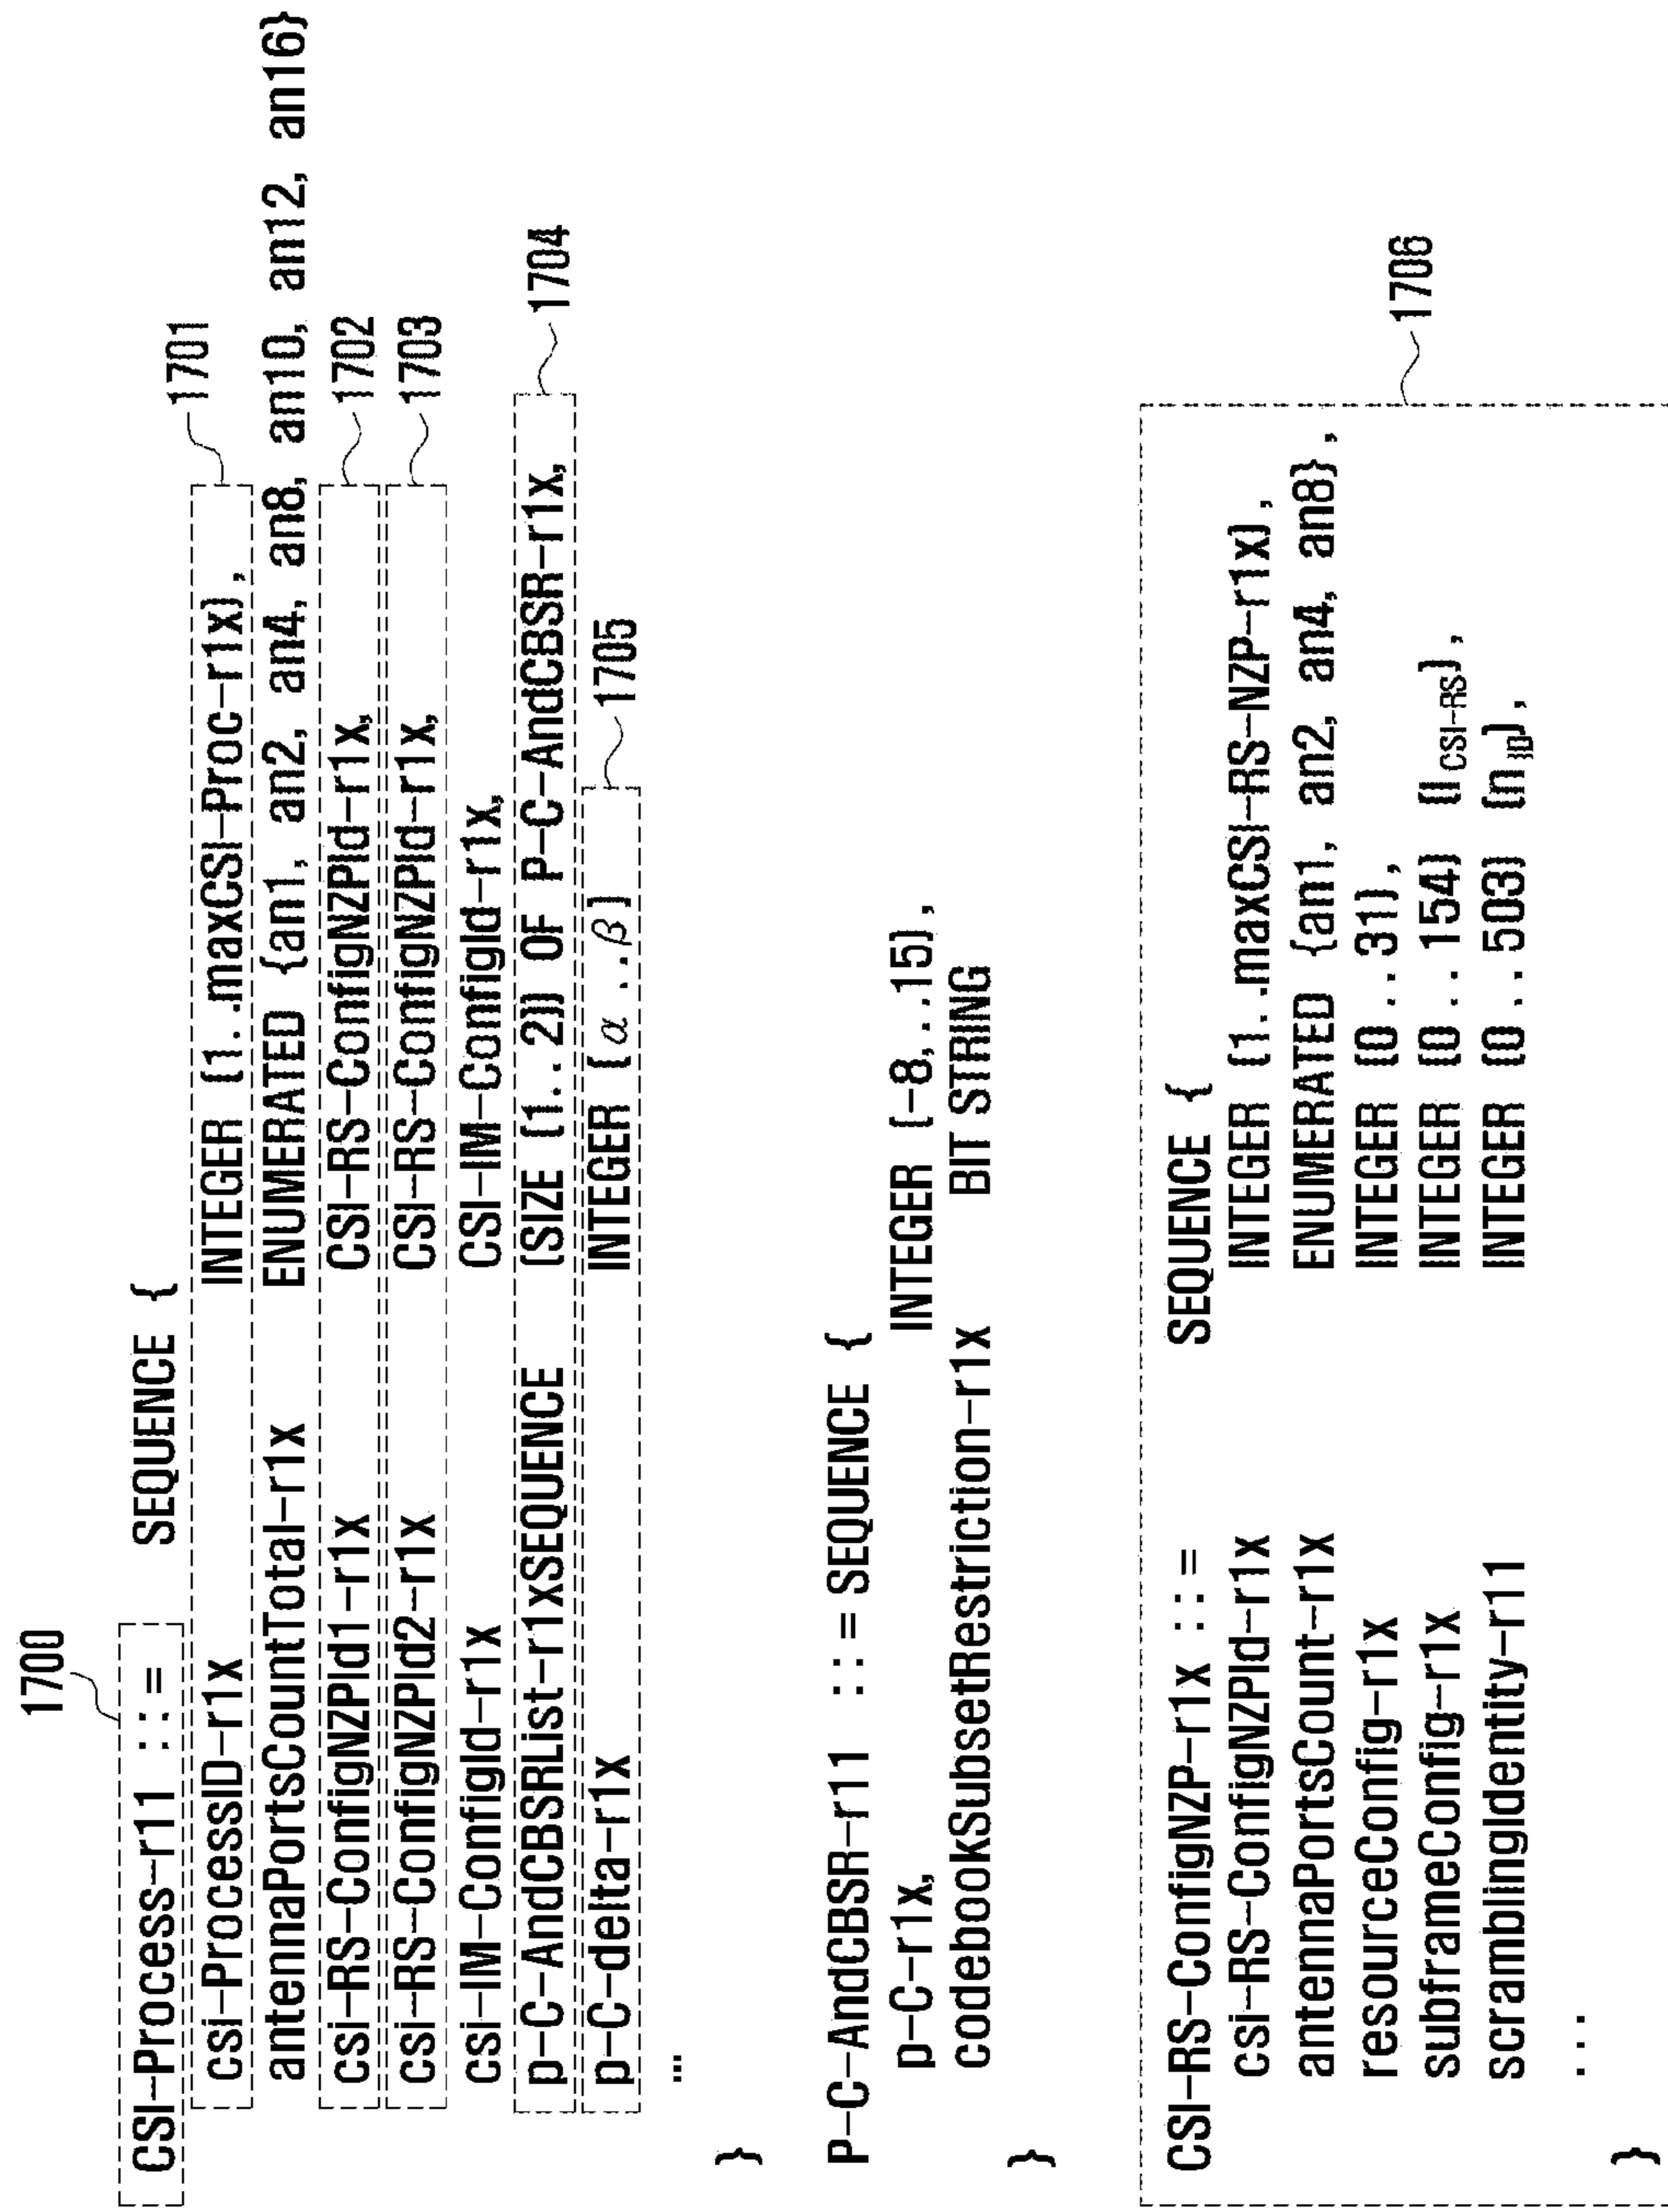 1700
CSI-Process-r11 ::= SEQUENCE {
csi-ProcessID-r1x INTEGER (1..maxCSI-Proc-r1x), 1701
antennaPortsCountTotal-r1x ENUMERATED {an1, an2, an4, an8, an10, an12, an16}
csi-RS-ConfigNZPId1-r1x CSI-RS-ConfigNZPId-r1x, 1702
csi-RS-ConfigNZPId2-r1x CSI-RS-ConfigNZPId-r1x, 1703
csi-IM-ConfigId-r1x CSI-IM-ConfigId-r1x,
p-C-AndCBSRList-r1xSEQUENCE (SIZE (1..2)) OF P-C-AndCBSR-r1x, 1704
p-C-delta-r1x INTEGER (α..β) 1705
...
}
P-C-AndCBSR-r11 ::= SEQUENCE {
p-C-r1x, INTEGER (-8,..15),
codebookSubsetRestriction-r1x BIT STRING
}
CSI-RS-ConfigNZP-r1x ::= SEQUENCE {
csi-RS-ConfigNZPId-r1x INTEGER (1..maxCSI-RS-NZP-r1x),
antennaPortsCount-r1x ENUMERATED {an1, an2, an4, an8},
resourceConfig-r1x INTEGER (0..31),
subframeConfig-r1x INTEGER (0..154) (I_CSI-RS),
scramblingIdentity-r11 INTEGER (0..503) (n_ID),
...
}
1706